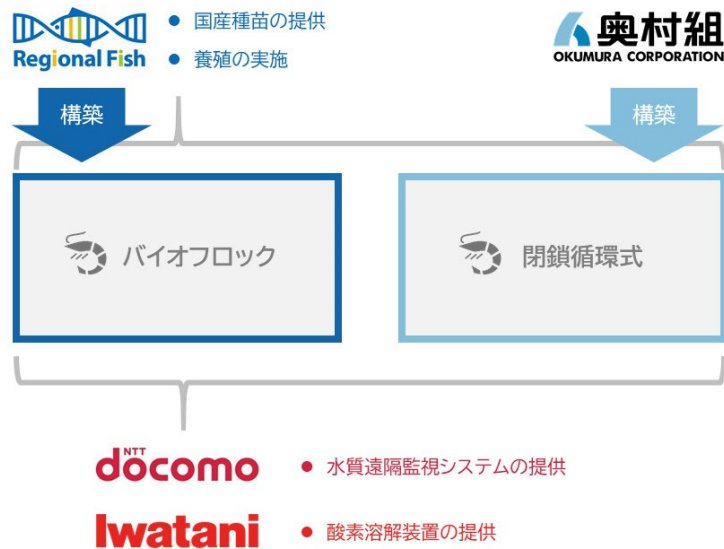 Regional Fish
● 国産種苗の提供
● 養殖の実施
奥村組
OKUMURA CORPORATION
構築
構築
バイオフロック
閉鎖循環式
NTT
döcomo
● 水質遠隔監視システムの提供
Iwatani
● 酸素溶解装置の提供